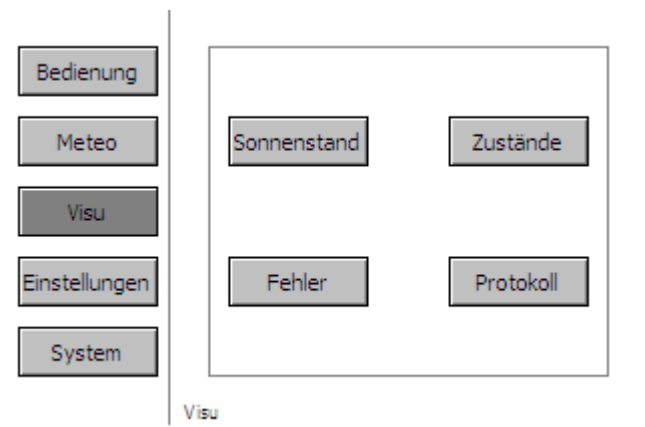 Bedienung
Meteo
Visu
Einstellungen
System
Sonnenstand
Zustände
Fehler
Protokoll
Visu